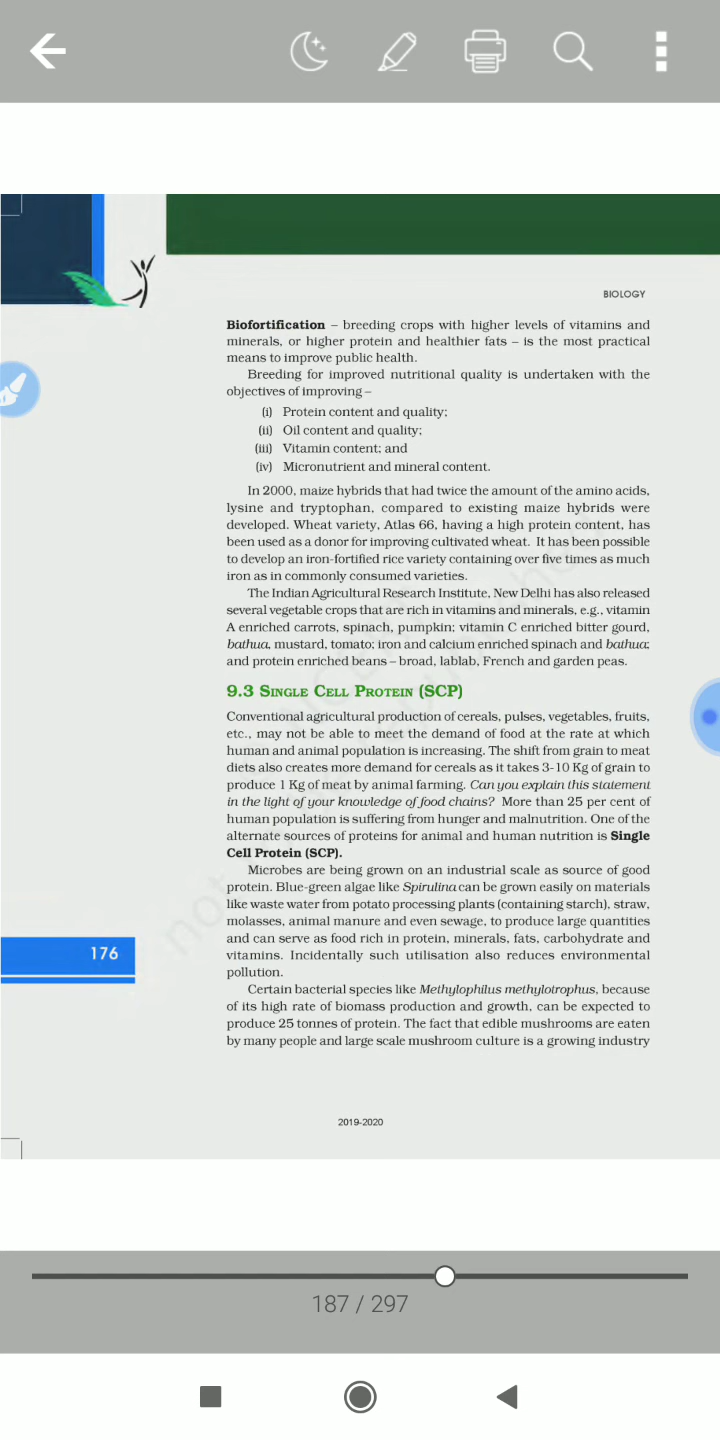 BIOLOGY
Biofortification – breeding crops with higher levels of vitamins and
minerals, or higher protein and healthier fats – is the most practical
means to improve public health.
Breeding for improved nutritional quality is undertaken with the
objectives of improving –
(i) Protein content and quality;
(ii) Oil content and quality;
(iii) Vitamin content; and
(iv) Micronutrient and mineral content.
In 2000, maize hybrids that had twice the amount of the amino acids,
lysine and tryptophan, compared to existing maize hybrids were
developed. Wheat variety, Atlas 66, having a high protein content, has
been used as a donor for improving cultivated wheat. It has been possible
to develop an iron-fortified rice variety containing over five times as much
iron as in commonly consumed varieties.
The Indian Agricultural Research Institute, New Delhi has also released
several vegetable crops that are rich in vitamins and minerals, e.g., vitamin
A enriched carrots, spinach, pumpkin; vitamin C enriched bitter gourd,
bathua, mustard, tomato; iron and calcium enriched spinach and bathua;
and protein enriched beans – broad, lablab, French and garden peas.
9.3 SINGLE CELL PROTEIN (SCP)
Conventional agricultural production of cereals, pulses, vegetables, fruits,
etc., may not be able to meet the demand of food at the rate at which
human and animal population is increasing. The shift from grain to meat
diets also creates more demand for cereals as it takes 3-10 Kg of grain to
produce 1 Kg of meat by animal farming. Can you explain this statement
in the light of your knowledge of food chains? More than 25 per cent of
human population is suffering from hunger and malnutrition. One of the
alternate sources of proteins for animal and human nutrition is Single
Cell Protein (SCP).
Microbes are being grown on an industrial scale as source of good
protein. Blue-green algae like Spirulina can be grown easily on materials
like waste water from potato processing plants (containing starch), straw,
molasses, animal manure and even sewage, to produce large quantities
and can serve as food rich in protein, minerals, fats, carbohydrate and
vitamins. Incidentally such utilisation also reduces environmental
pollution.
Certain bacterial species like Methylophilus methylotrophus, because
of its high rate of biomass production and growth, can be expected to
produce 25 tonnes of protein. The fact that edible mushrooms are eaten
by many people and large scale mushroom culture is a growing industry
176
2019-2020
187 / 297